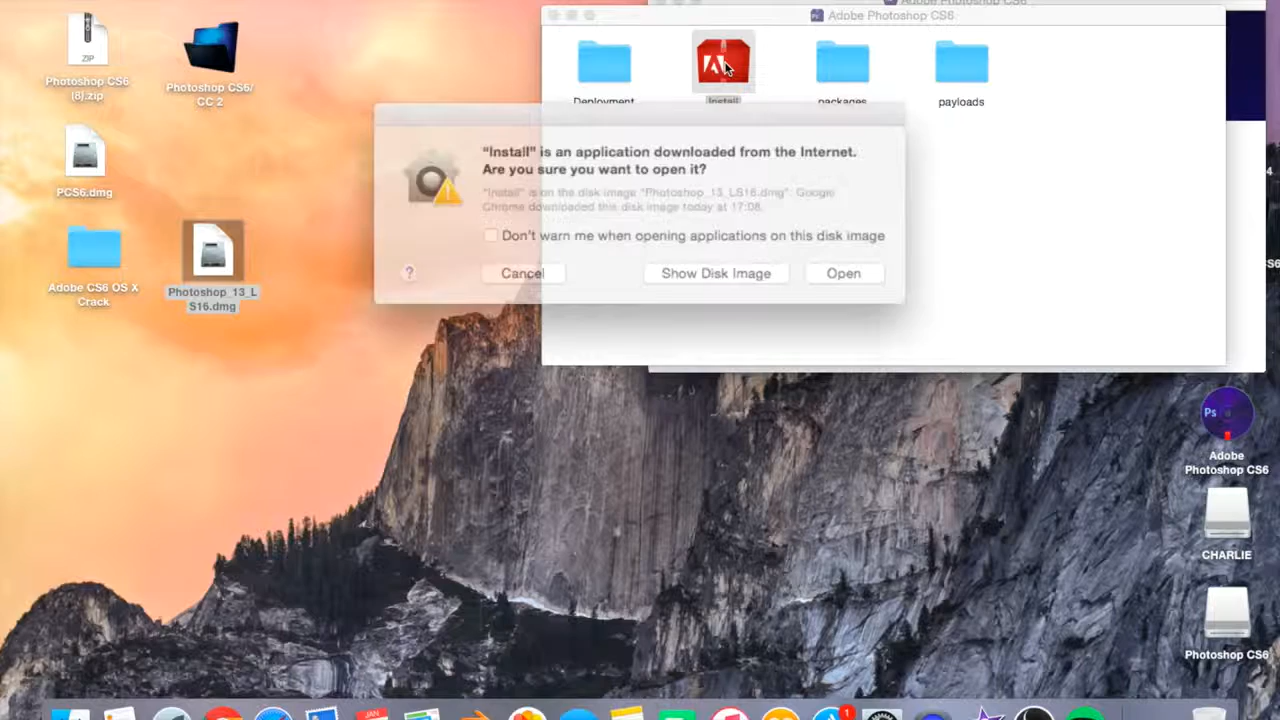 Adobe Photoshop CS6
Adobe Photoshop CS6
ZIP
Photoshop CS6
(8).zip
Photoshop CS6/
CC 2
Deployment
Install
packages
payloads
PCS6.dmg
"Install" is an application downloaded from the Internet.
Are you sure you want to open it?
"Install" is on the disk image "Photoshop_13_LS16.dmg". Google
Chrome downloaded this disk image today at 17:08.
Don't warn me when opening applications on this disk image
?
Cancel
Show Disk Image
Open
Adobe CS6 OS X
Crack
Photoshop_13_L
S16.dmg
Ps
Adobe
Photoshop CS6
CHARLIE
Photoshop CS6
JAN
1